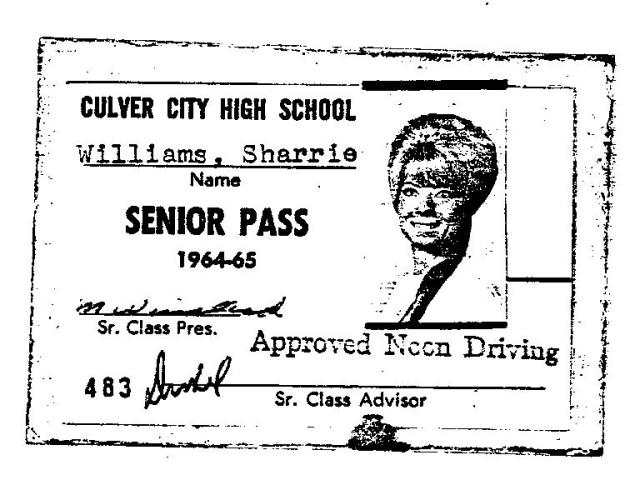 CULVER CITY HIGH SCHOOL
Williams, Sharrie
Name
SENIOR PASS
1964-65
Sr. Class Pres.
Approved Noon Driving
483
Sr. Class Advisor